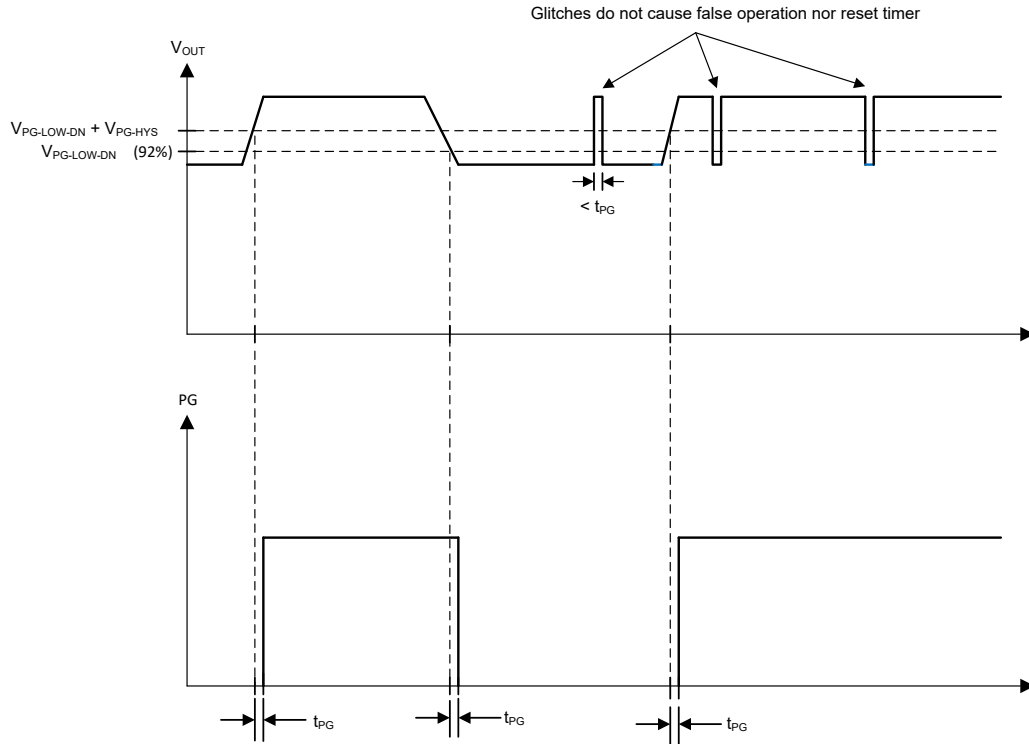 Glitches do not cause false operation nor reset timer
VOUT
VPG-LOW-DN + VPG-HYS
VPG-LOW-DN (92%)
< tPG
PG
tPG
tPG
tPG